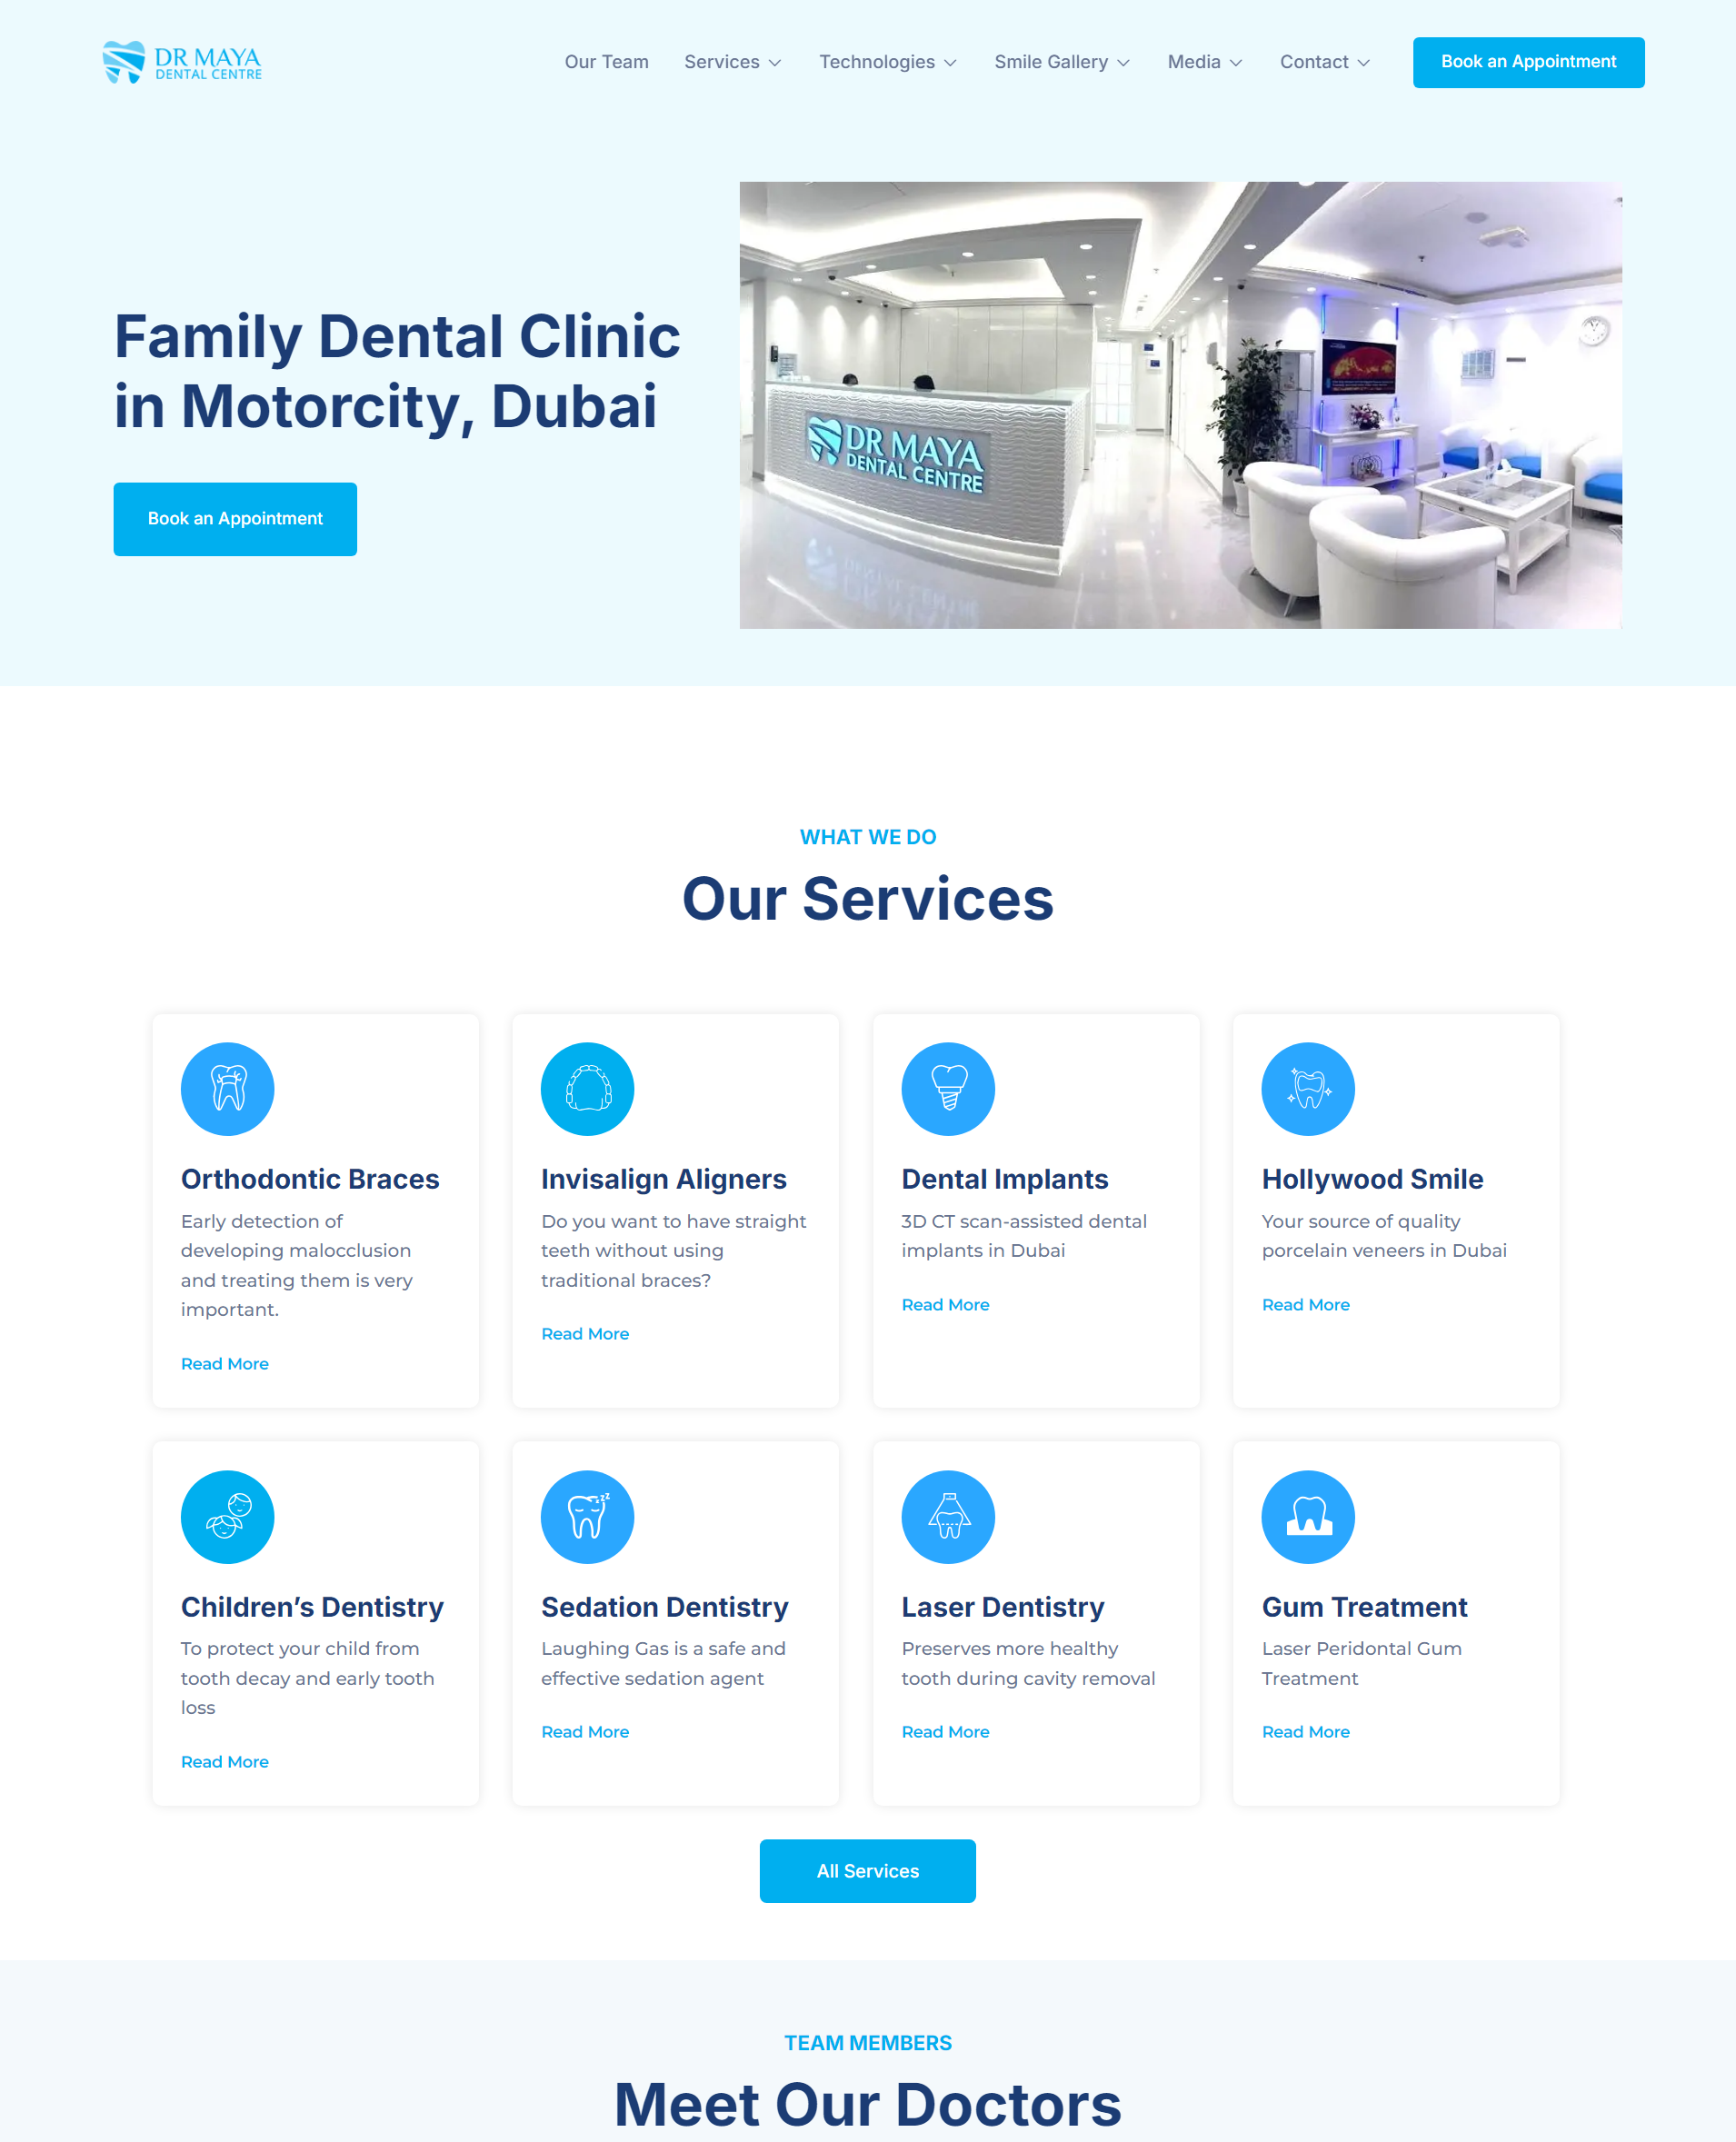 DR MAYA
DENTAL CENTRE
Our Team
Services
Technologies
Smile Gallery
Media
Contact
Book an Appointment
Family Dental Clinic
in Motorcity, Dubai
Book an Appointment
DR MAYA
DENTAL CENTRE
WHAT WE DO
Our Services
Orthodontic Braces
Early detection of
developing malocclusion
and treating them is very
important.
Read More
Invisalign Aligners
Do you want to have straight
teeth without using
traditional braces?
Read More
Dental Implants
3D CT scan-assisted dental
implants in Dubai
Read More
Hollywood Smile
Your source of quality
porcelain veneers in Dubai
Read More
Children’s Dentistry
To protect your child from
tooth decay and early tooth
loss
Read More
Sedation Dentistry
Laughing Gas is a safe and
effective sedation agent
Read More
Laser Dentistry
Preserves more healthy
tooth during cavity removal
Read More
Gum Treatment
Laser Peridontal Gum
Treatment
Read More
All Services
TEAM MEMBERS
Meet Our Doctors